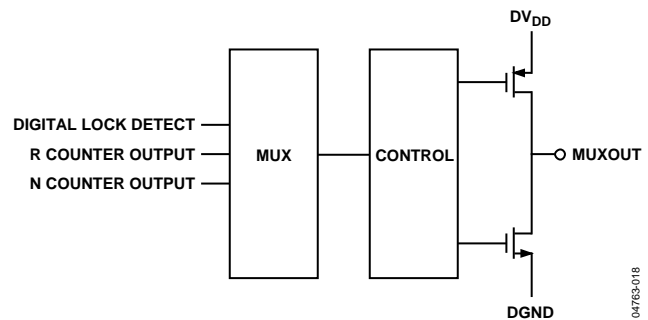 DV_DD
DIGITAL LOCK DETECT
R COUNTER OUTPUT
N COUNTER OUTPUT
MUX
CONTROL
MUXOUT
DGND
04763-018